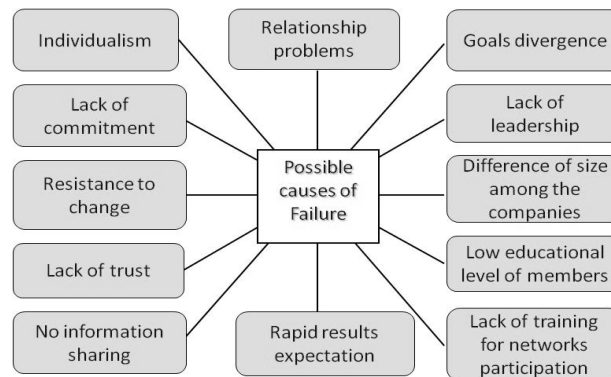 Individualism
Relationship
problems
Goals divergence
Lack of
commitment
Lack of
leadership
Possible
causes of
Failure
Resistance to
change
Difference of size
among the
companies
Lack of trust
Low educational
level of members
No information
sharing
Rapid results
expectation
Lack of training
for networks
participation